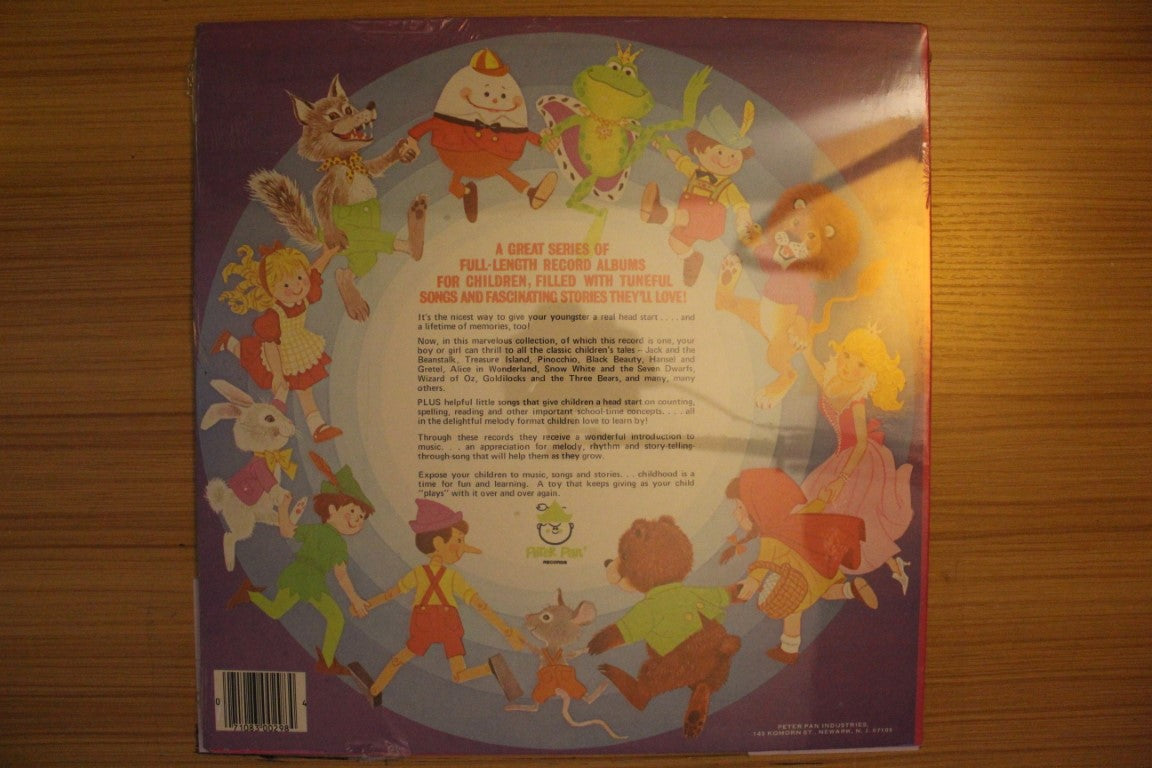 A GREAT SERIES OF
FULL-LENGTH RECORD ALBUMS
FOR CHILDREN, FILLED WITH TUNEFUL
SONGS AND FASCINATING STORIES THEY'LL LOVE!
It's the nicest way to give your youngster a real head start . . . . and
a lifetime of memories, too!
Now, in this marvelous collection, of which this record is one, your
boy or girl can thrill to all the classic children's tales – Jack and the
Beanstalk, Treasure Island, Pinocchio, Black Beauty, Hansel and
Gretel, Alice in Wonderland, Snow White and the Seven Dwarfs,
Wizard of Oz, Goldilocks and the Three Bears, and many, many
others.
PLUS helpful little songs that give children a head start on counting,
spelling, reading and other important school-time concepts. . . . all
in the delightful melody format children love to learn by!
Through these records they receive a wonderful introduction to
music. . . an appreciation for melody, rhythm and story-telling-
through-song that will help them as they grow.
Expose your children to music, songs and stories. . . childhood is a
time for fun and learning. A toy that keeps giving as your child
"plays" with it over and over again.
PETER PAN
RECORDS
0 71083 00298 4
PETER PAN INDUSTRIES,
145 KOMORN ST., NEWARK, N. J. 07105